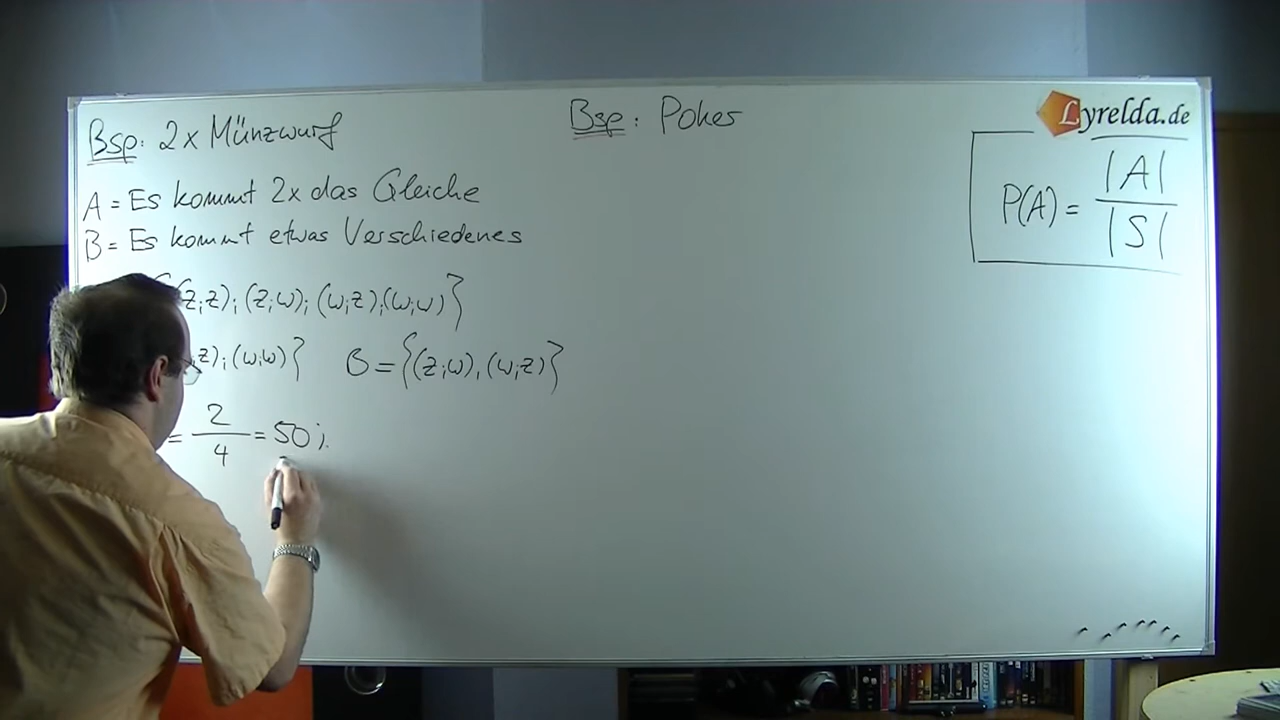 Bsp: 2x Münzwurf
A = Es kommt 2x das Gleiche
B = Es kommt etwas Verschiedenes
z;z);(z;w);(w;z);(w;w)}
z);(w;w)} B={(z;w),(w;z)}
= 2/4 = 50%
Bsp: Poker
Lyrelda.de
P(A) = |A|/|S|